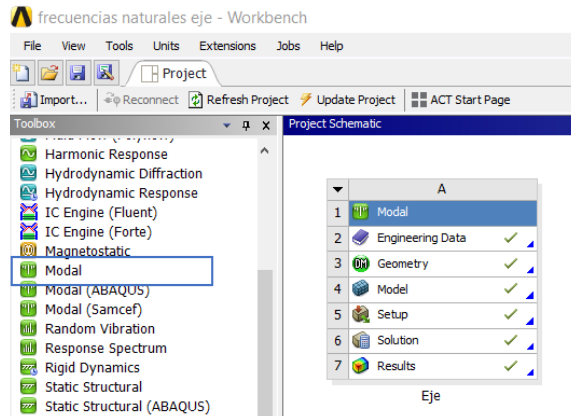 frecuencias naturales eje - Workbench
File View Tools Units Extensions Jobs Help
Project
Import... Reconnect Refresh Project Update Project ACT Start Page
Toolbox
Harmonic Response
Hydrodynamic Diffraction
Hydrodynamic Response
IC Engine (Fluent)
IC Engine (Forte)
Magnetostatic
Modal
Modal (ABAQUS)
Modal (Samcef)
Random Vibration
Response Spectrum
Rigid Dynamics
Static Structural
Static Structural (ABAQUS)
Project Schematic
A
1 Modal
2 Engineering Data
3 Geometry
4 Model
5 Setup
6 Solution
7 Results
Eje